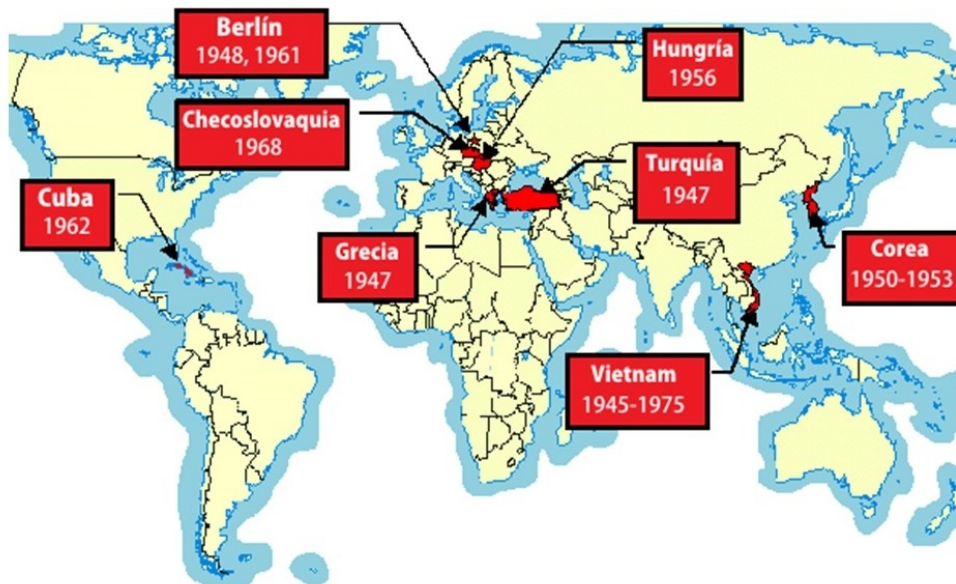 Berlín
1948, 1961
Hungría
1956
Checoslovaquia
1968
Turquía
1947
Cuba
1962
Grecia
1947
Corea
1950-1953
Vietnam
1945-1975